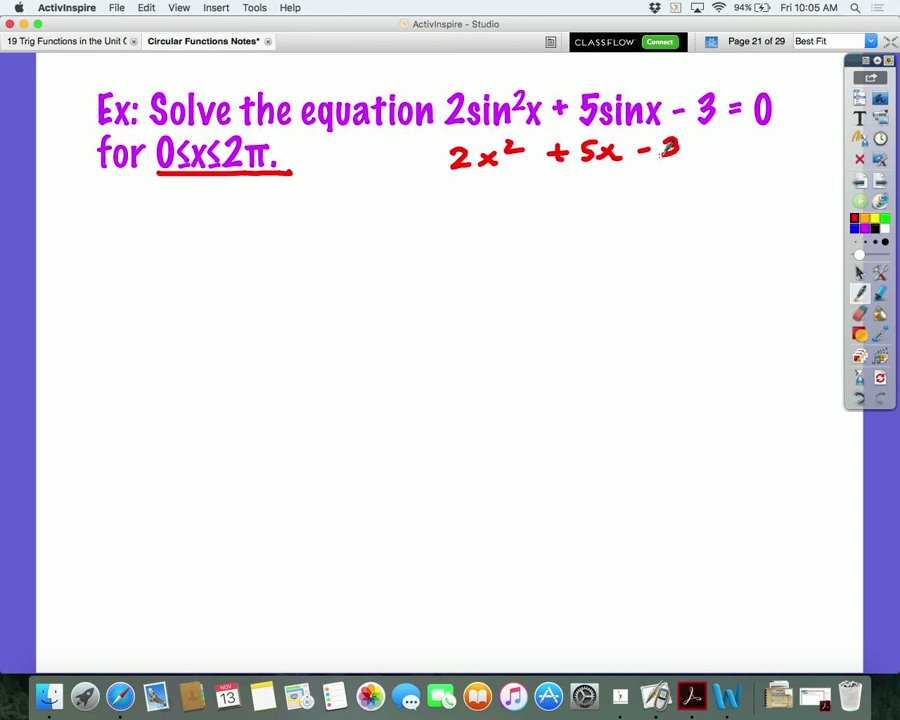 ActivInspire File Edit View Insert Tools Help 94% Fri 10:05 AM
ActivInspire - Studio
19 Trig Functions in the Unit C Circular Functions Notes* CLASSFLOW Connect Page 21 of 29 Best Fit
Ex: Solve the equation 2sin²x + 5sinx - 3 = 0
for 0≤x≤2π.
2x² + 5x - 3
NOV
13